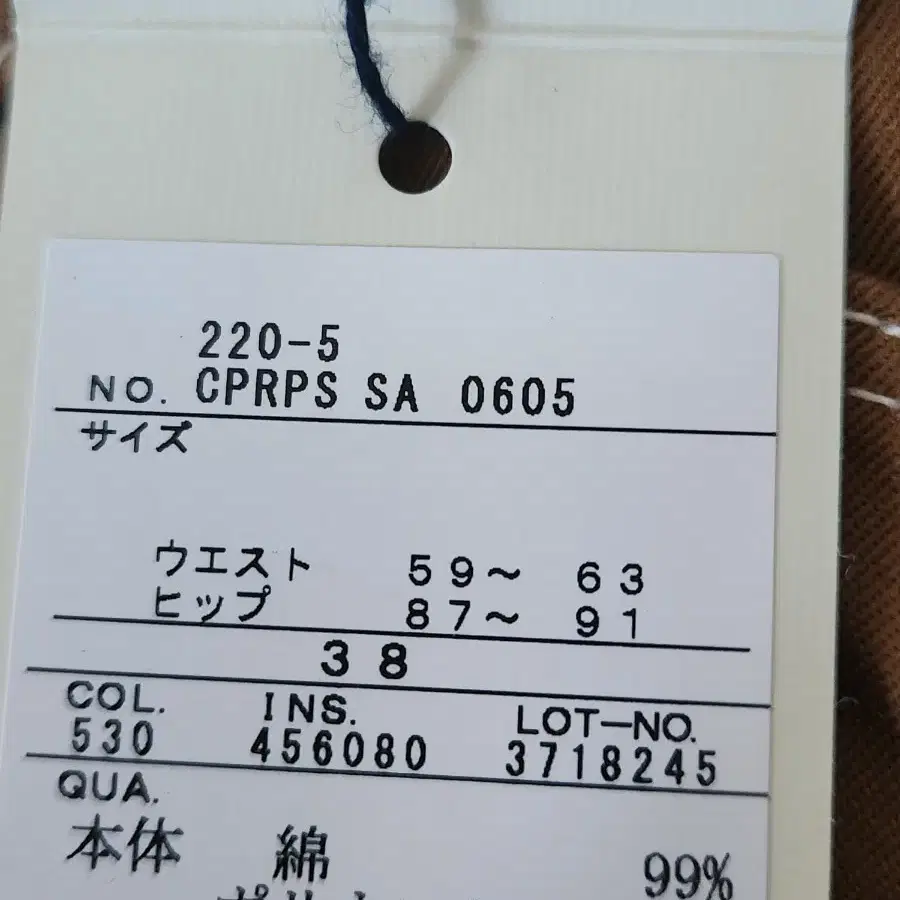 220-5
NO. CPRPS SA 0605
サイズ
ウエスト 59～ 63
ヒップ 87～ 91
38
COL. INS. LOT-NO.
530 456080 3718245
QUA.
本体 綿 99%